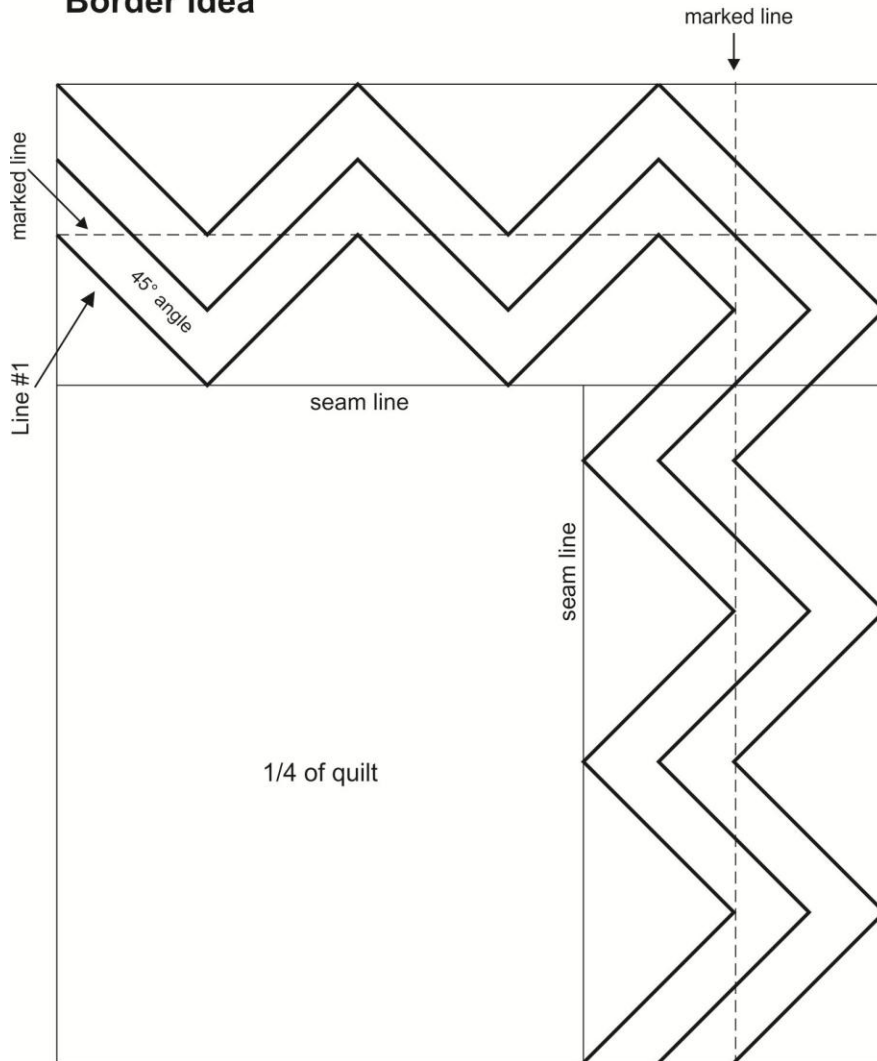 Border Idea
marked line
marked line
45° angle
Line #1
seam line
seam line
1/4 of quilt